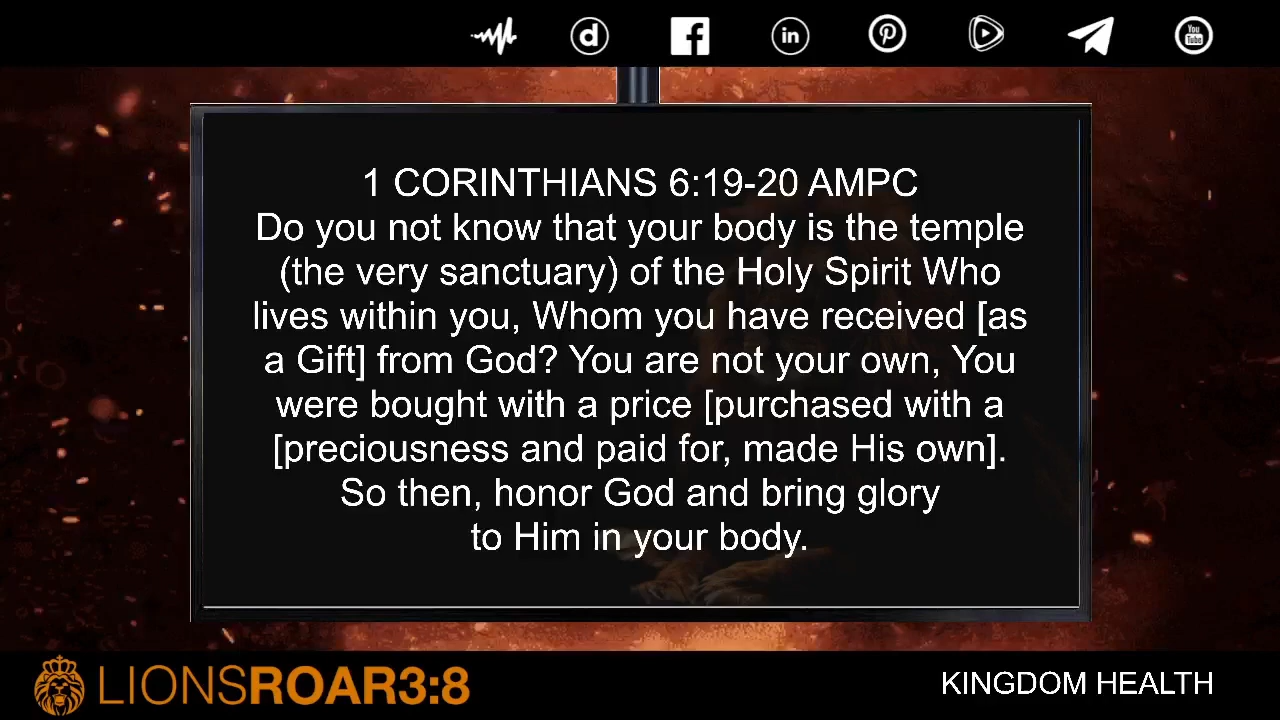 You
Tube
1 CORINTHIANS 6:19-20 AMPC
Do you not know that your body is the temple
(the very sanctuary) of the Holy Spirit Who
lives within you, Whom you have received [as
a Gift] from God? You are not your own, You
were bought with a price [purchased with a
[preciousness and paid for, made His own].
So then, honor God and bring glory
to Him in your body.
LIONSROAR3:8
KINGDOM HEALTH